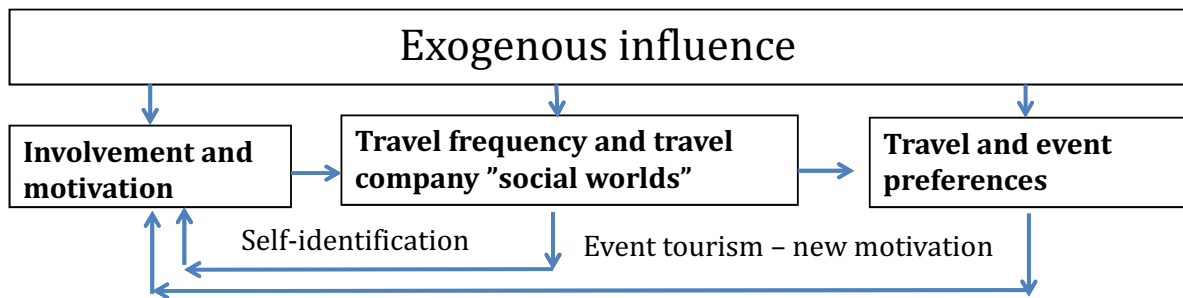 Exogenous influence
Involvement and
motivation
Travel frequency and travel
company ”social worlds”
Travel and event
preferences
Self-identification
Event tourism – new motivation